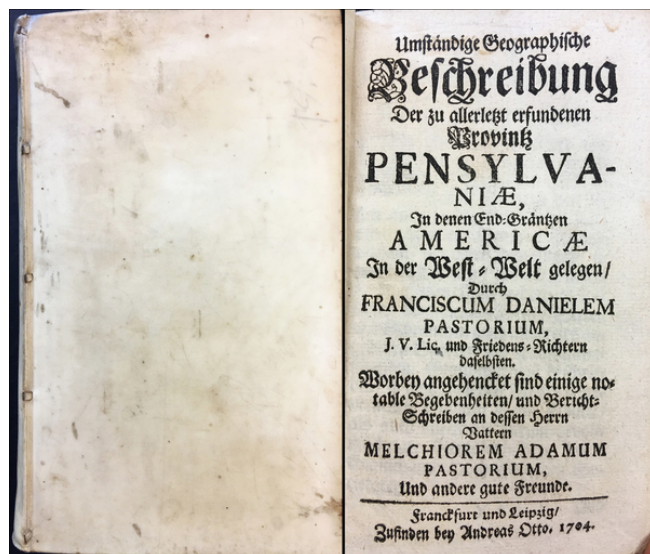 Umständige Geographische
Beschreibung
Der zu allerletzt erfundenen
Provintz
PENSYLVA-
NIÆ,
In denen End-Gräntzen
AMERICÆ
In der West-Welt gelegen/
Durch
FRANCISCUM DANIELEM
PASTORIUM,
J. V. Lic. und Friedens-Richtern
daselbsten.
Worbey angehencket sind einige no-
table Begebenheiten/ und Bericht-
Schreiben an dessen Herrn
Vattern
MELCHIOREM ADAMUM
PASTORIUM,
Und andere gute Freunde.
Franckfurt und Leipzig/
Zufinden bey Andreas Otto. 1704.